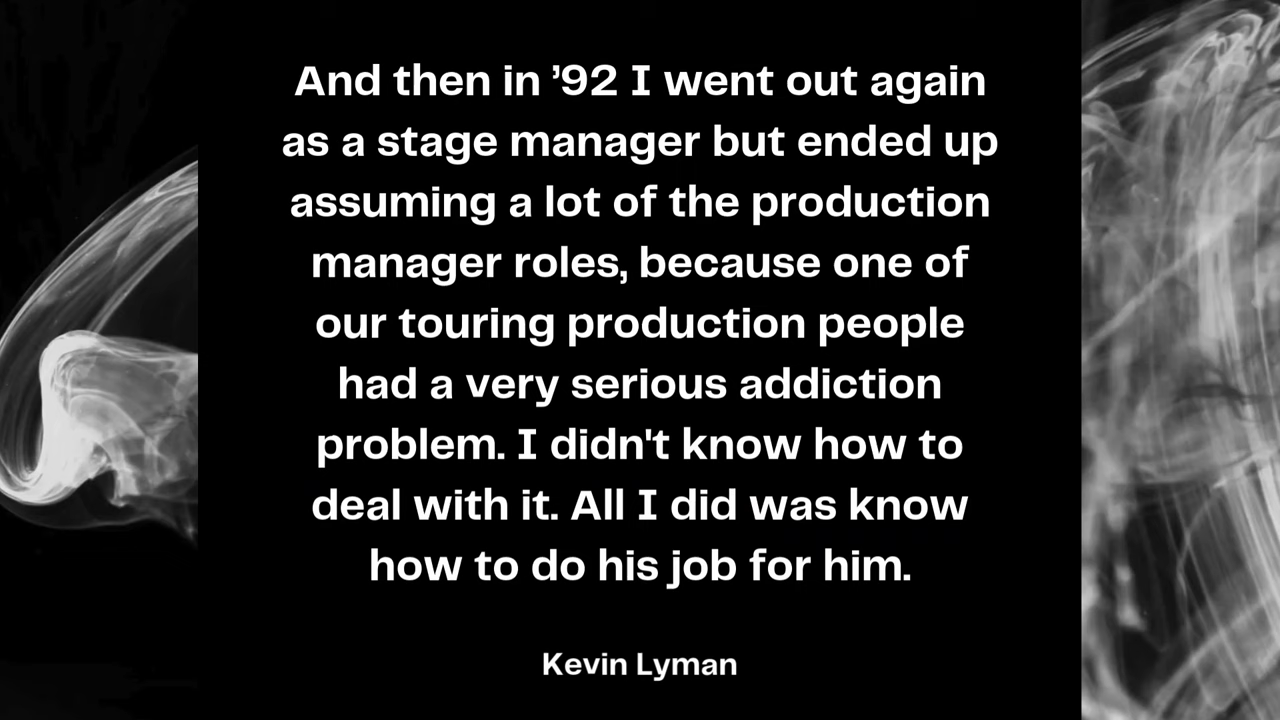 And then in ’92 I went out again
as a stage manager but ended up
assuming a lot of the production
manager roles, because one of
our touring production people
had a very serious addiction
problem. I didn't know how to
deal with it. All I did was know
how to do his job for him.
Kevin Lyman